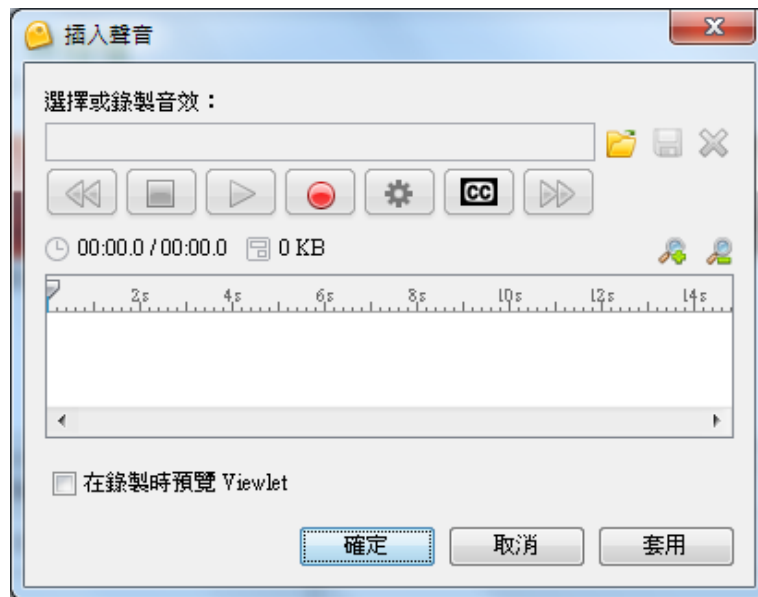 插入聲音
選擇或錄製音效：
CC
00:00.0 / 00:00.0 0 KB
2s 4s 6s 8s 10s 12s 14s
在錄製時預覽 Viewlet
確定 取消 套用